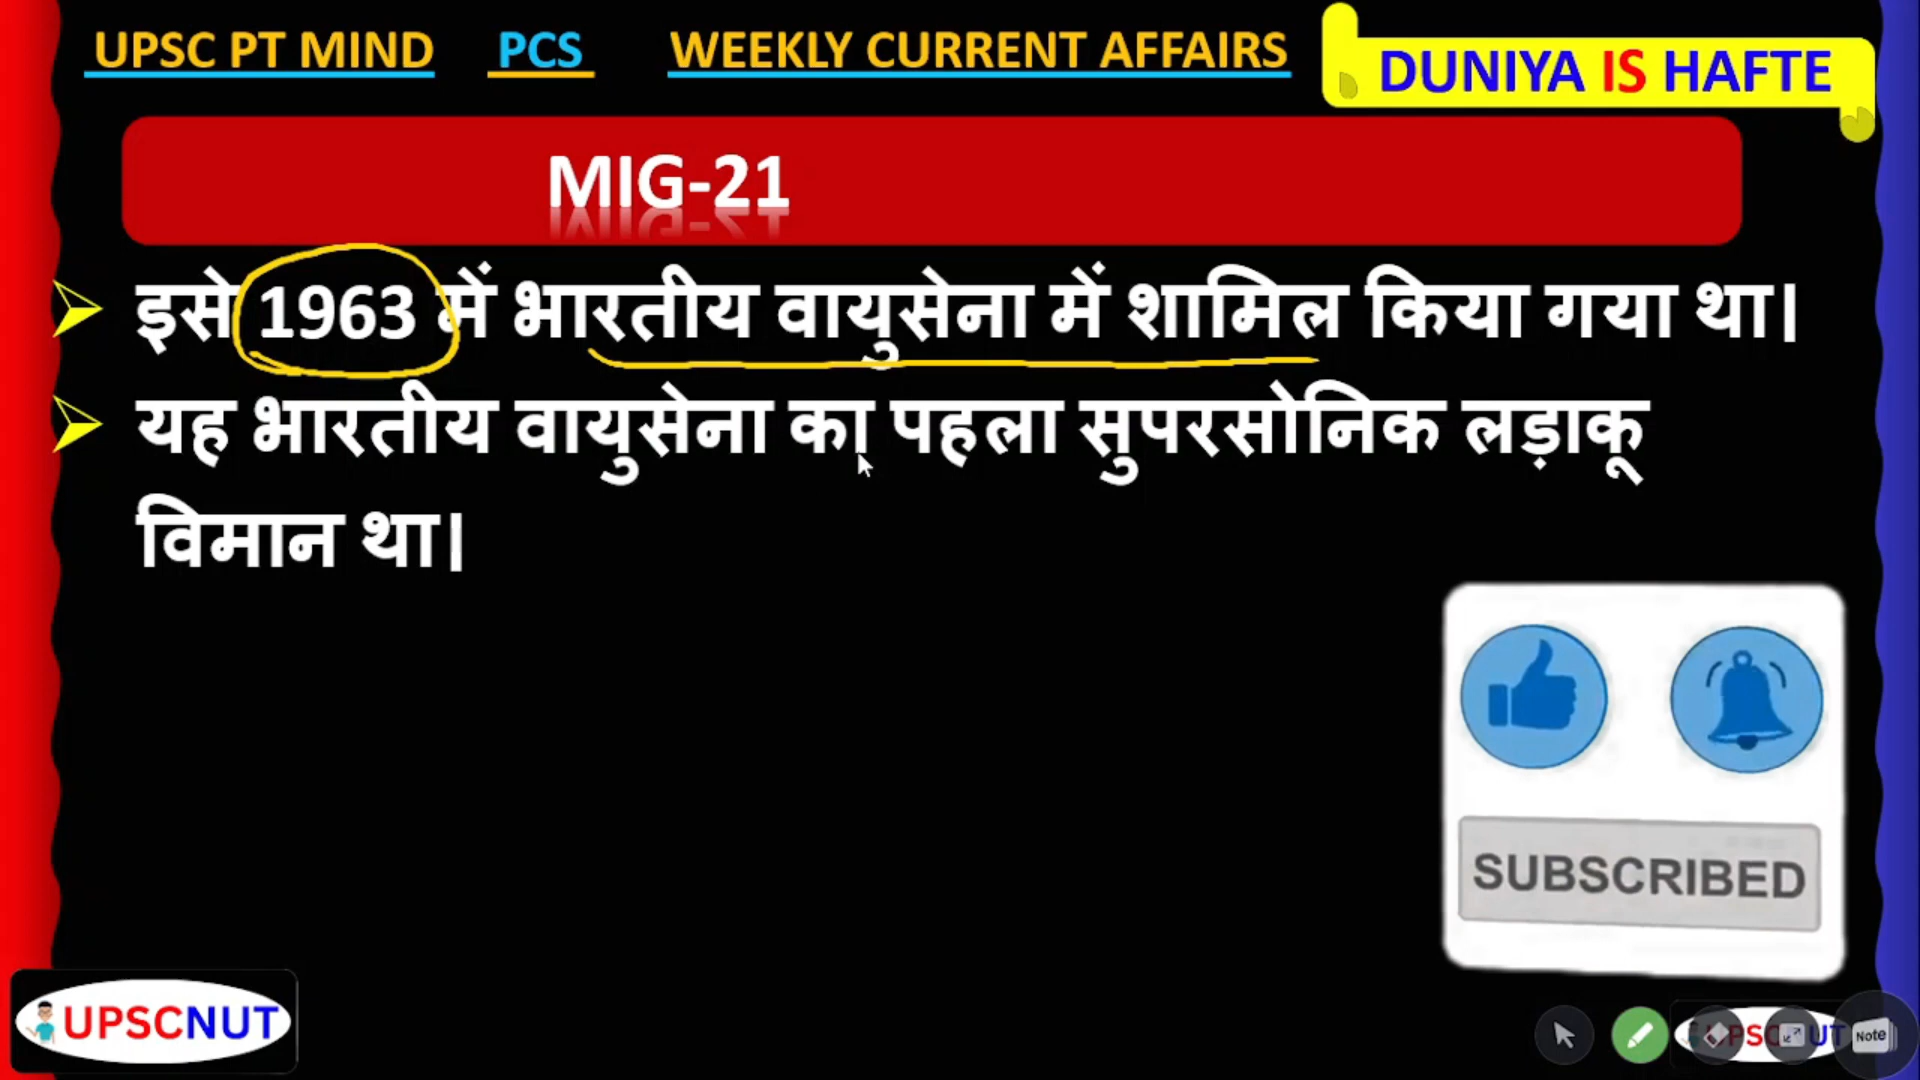 UPSC PT MIND PCS WEEKLY CURRENT AFFAIRS
DUNIYA IS HAFTE
MIG-21
इसे 1963 में भारतीय वायुसेना में शामिल किया गया था।
यह भारतीय वायुसेना का पहला सुपरसोनिक लड़ाकू
विमान था।
SUBSCRIBED
UPSCNUT
Note